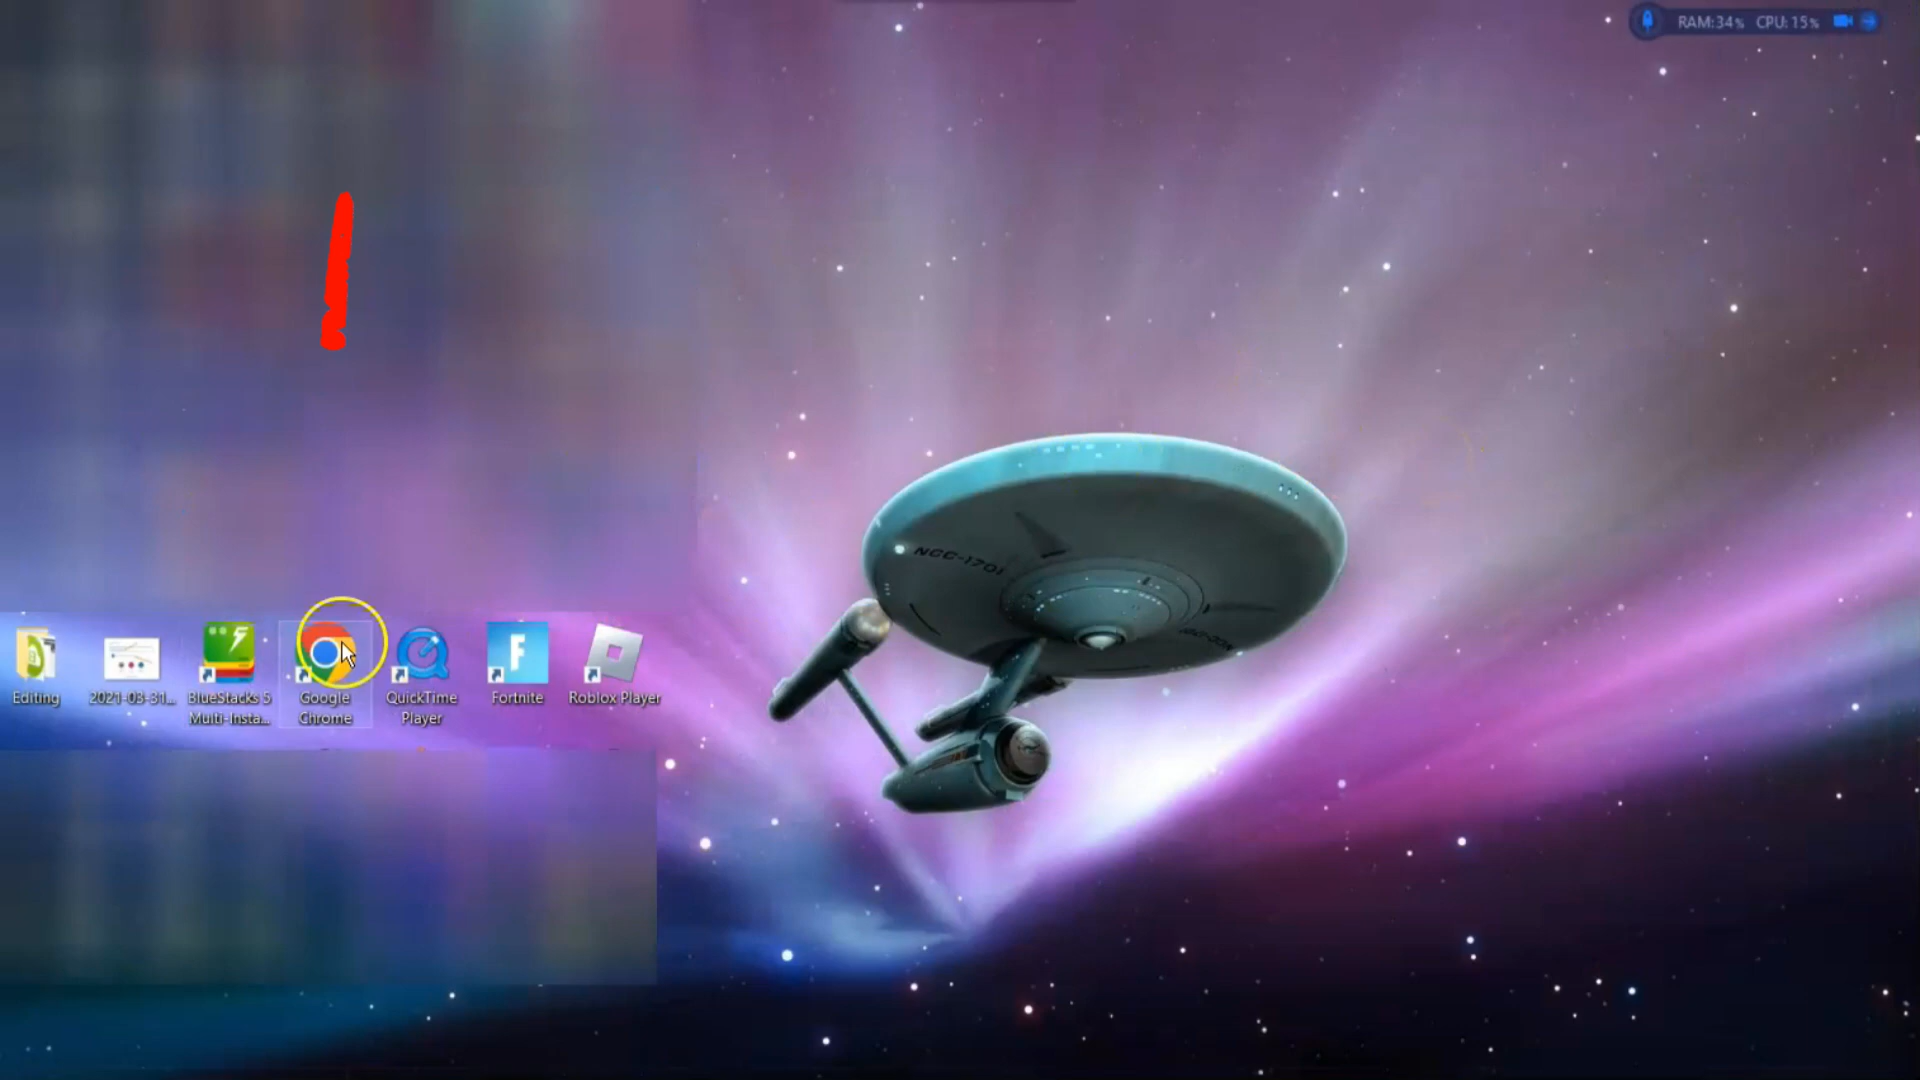 RAM:34% CPU:15%
NCC-1701
Editing
2021-03-31...
BlueStacks 5
Multi-Insta...
Google
Chrome
QuickTime
Player
F
Fortnite
Roblox Player